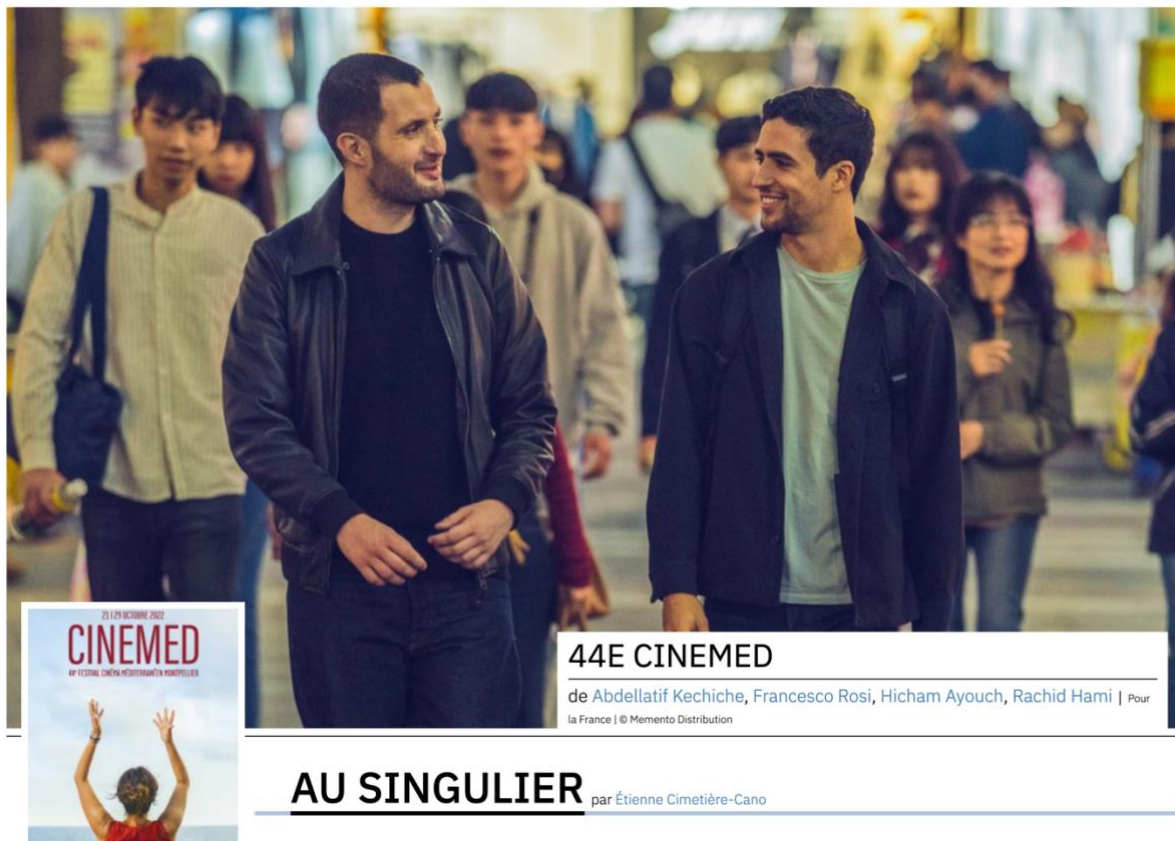 21 | 29 OCTOBRE 2022
CINEMED
44e FESTIVAL CINÉMA MÉDITERRANÉEN MONTPELLIER
44E CINEMED
de Abdellatif Kechiche, Francesco Rosi, Hicham Ayouch, Rachid Hami | Pour
la France | © Memento Distribution
AU SINGULIER par Étienne Cimetière-Cano